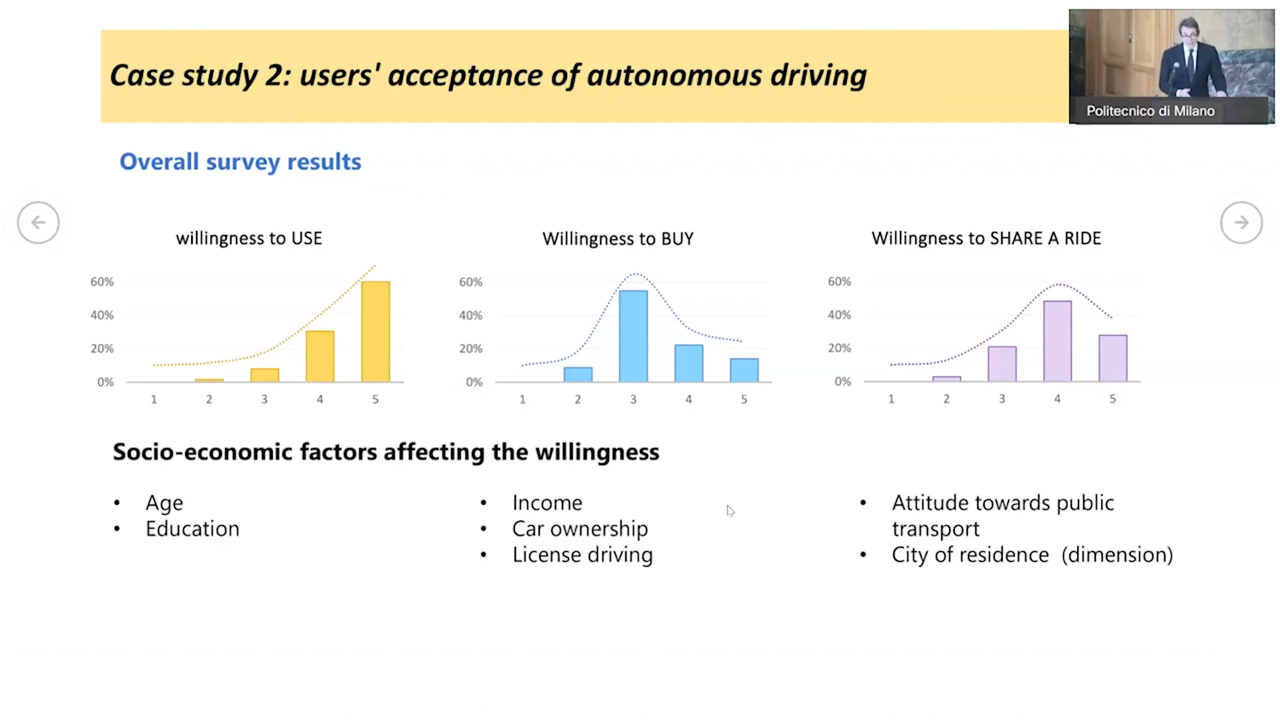 Case study 2: users' acceptance of autonomous driving
Politecnico di Milano
Overall survey results
willingness to USE
60%
40%
20%
0%
1 2 3 4 5
Willingness to BUY
60%
40%
20%
0%
1 2 3 4 5
Willingness to SHARE A RIDE
60%
40%
20%
0%
1 2 3 4 5
Socio-economic factors affecting the willingness
• Age
• Education
• Income
• Car ownership
• License driving
• Attitude towards public
transport
• City of residence (dimension)